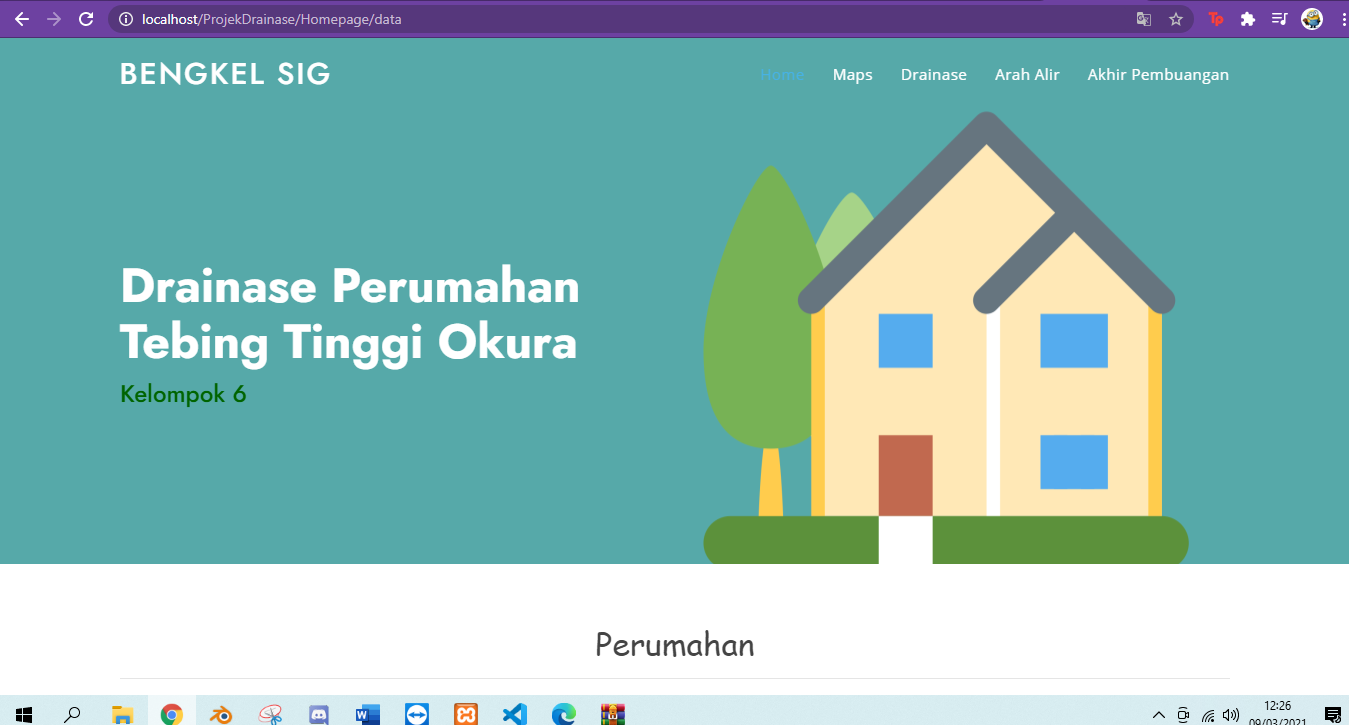 localhost/ProjekDrainase/Homepage/data
BENGKEL SIG
Home Maps Drainase Arah Alir Akhir Pembuangan
Drainase Perumahan
Tebing Tinggi Okura
Kelompok 6
Perumahan
12:26
09/03/2021